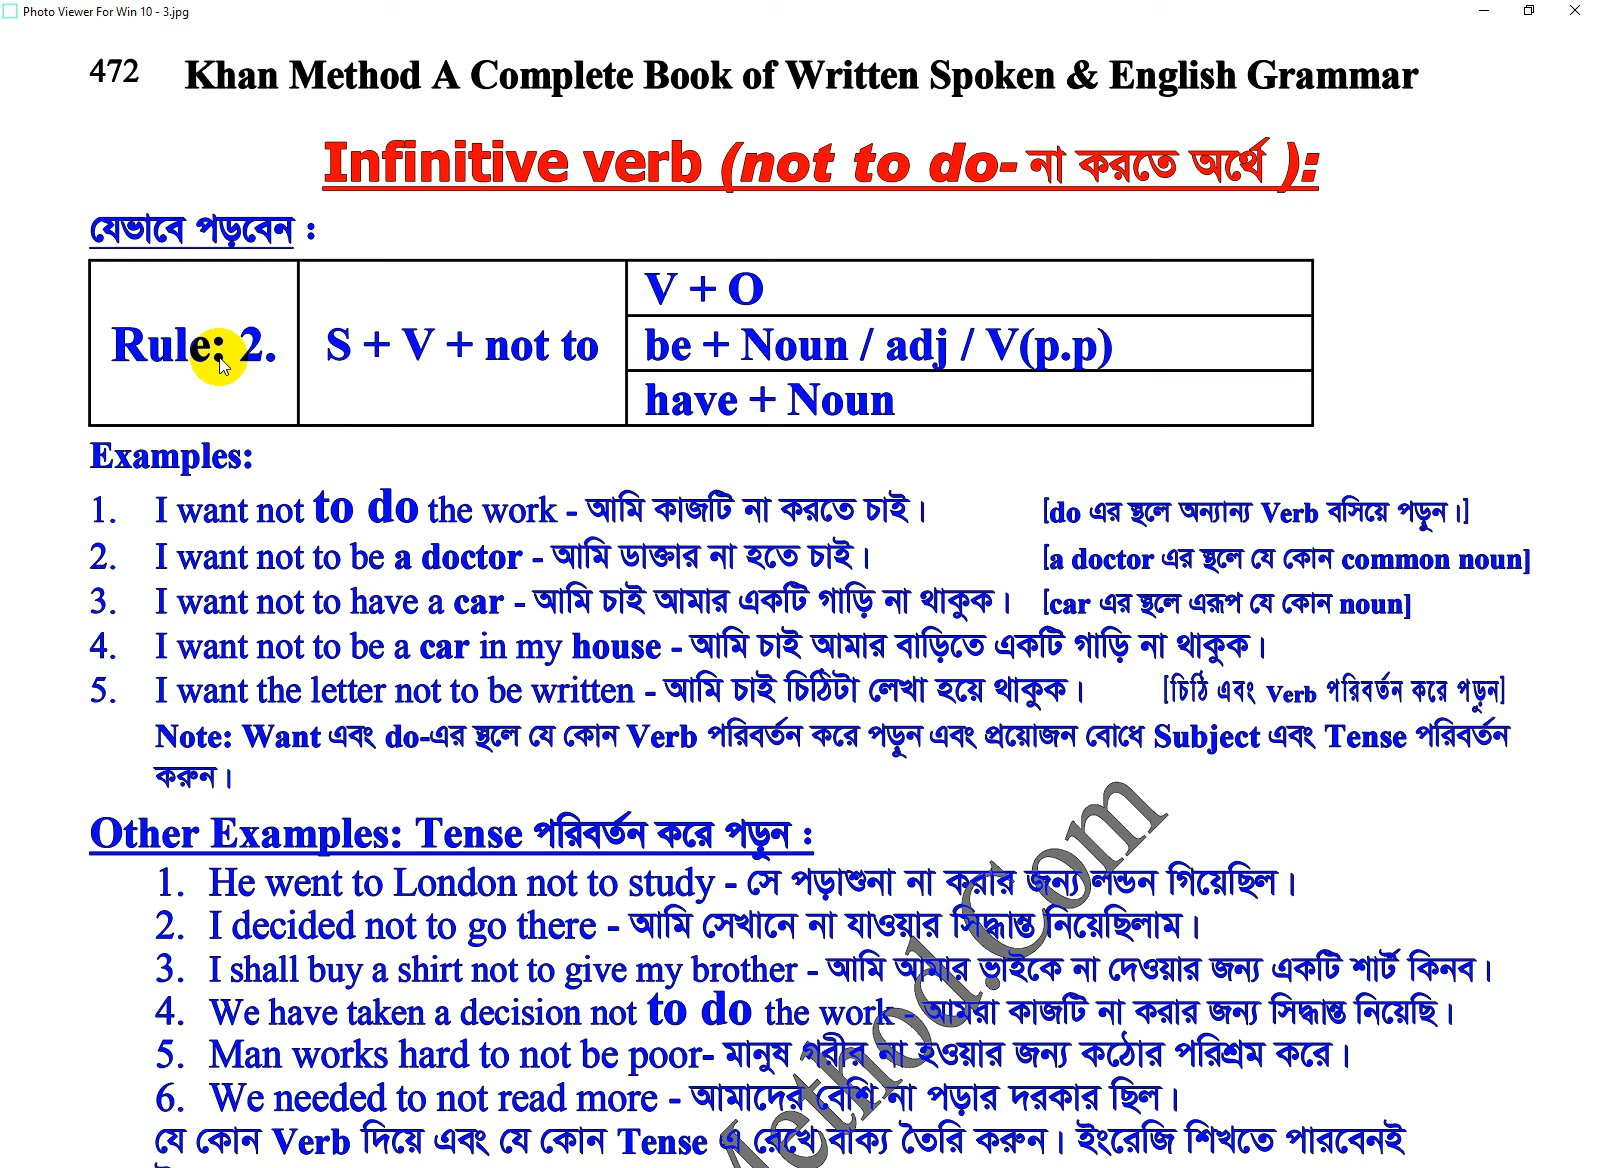 Photo Viewer For Win 10 - 3.jpg
472 Khan Method A Complete Book of Written Spoken & English Grammar
Infinitive verb (not to do- না করতে অর্থে ):
যেভাবে পড়বেন :
Rule: 2. S + V + not to
V + O
be + Noun / adj / V(p.p)
have + Noun
Examples:
1. I want not to do the work - আমি কাজটি না করতে চাই। [do এর স্থলে অন্যান্য Verb বসিয়ে পড়ুন।]
2. I want not to be a doctor - আমি ডাক্তার না হতে চাই। [a doctor এর স্থলে যে কোন common noun]
3. I want not to have a car - আমি চাই আমার একটি গাড়ি না থাকুক। [car এর স্থলে এরূপ যে কোন noun]
4. I want not to be a car in my house - আমি চাই আমার বাড়িতে একটি গাড়ি না থাকুক।
5. I want the letter not to be written - আমি চাই চিঠিটা লেখা হয়ে থাকুক। [চিঠি এবং Verb পরিবর্তন করে পড়ুন]
Note: Want এবং do-এর স্থলে যে কোন Verb পরিবর্তন করে পড়ুন এবং প্রয়োজন বোধে Subject এবং Tense পরিবর্তন
করুন।
Other Examples: Tense পরিবর্তন করে পড়ুন :
1. He went to London not to study - সে পড়াশুনা না করার জন্য লন্ডন গিয়েছিল।
2. I decided not to go there - আমি সেখানে না যাওয়ার সিদ্ধান্ত নিয়েছিলাম।
3. I shall buy a shirt not to give my brother - আমি আমার ভাইকে না দেওয়ার জন্য একটি শার্ট কিনব।
4. We have taken a decision not to do the work - আমরা কাজটি না করার জন্য সিদ্ধান্ত নিয়েছি।
5. Man works hard to not be poor- মানুষ গরীব না হওয়ার জন্য কঠোর পরিশ্রম করে।
6. We needed to not read more - আমাদের বেশি না পড়ার দরকার ছিল।
যে কোন Verb দিয়ে এবং যে কোন Tense এ রেখে বাক্য তৈরি করুন। ইংরেজি শিখতে পারবেনই
Method.Com